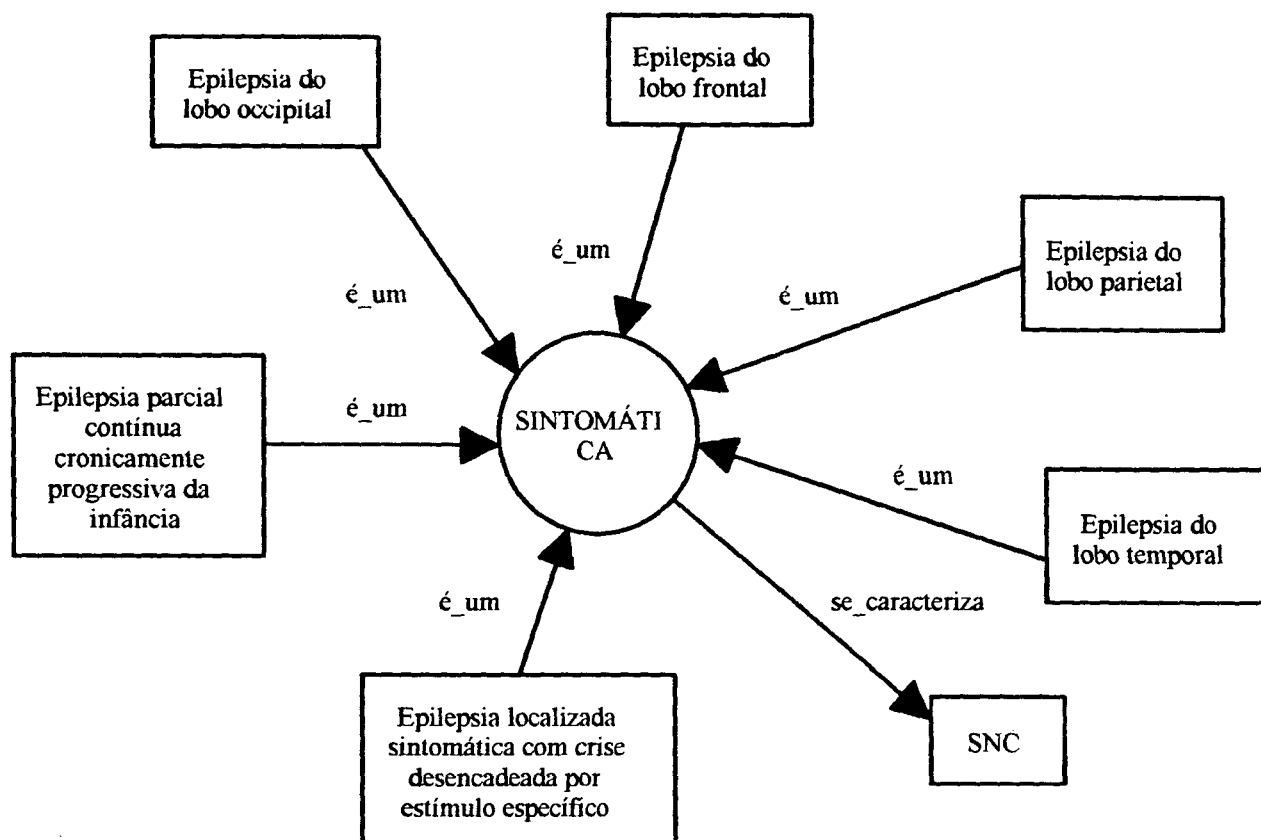 Epilepsia do
lobo occipital
Epilepsia do
lobo frontal
é_um
é_um
é_um
Epilepsia do
lobo parietal
Epilepsia parcial
contínua
cronicamente
progressiva da
infância
é_um
SINTOMÁTI
CA
é_um
Epilepsia do
lobo temporal
é_um
se_caracteriza
Epilepsia localizada
sintomática com crise
desencadeada por
estímulo específico
SNC